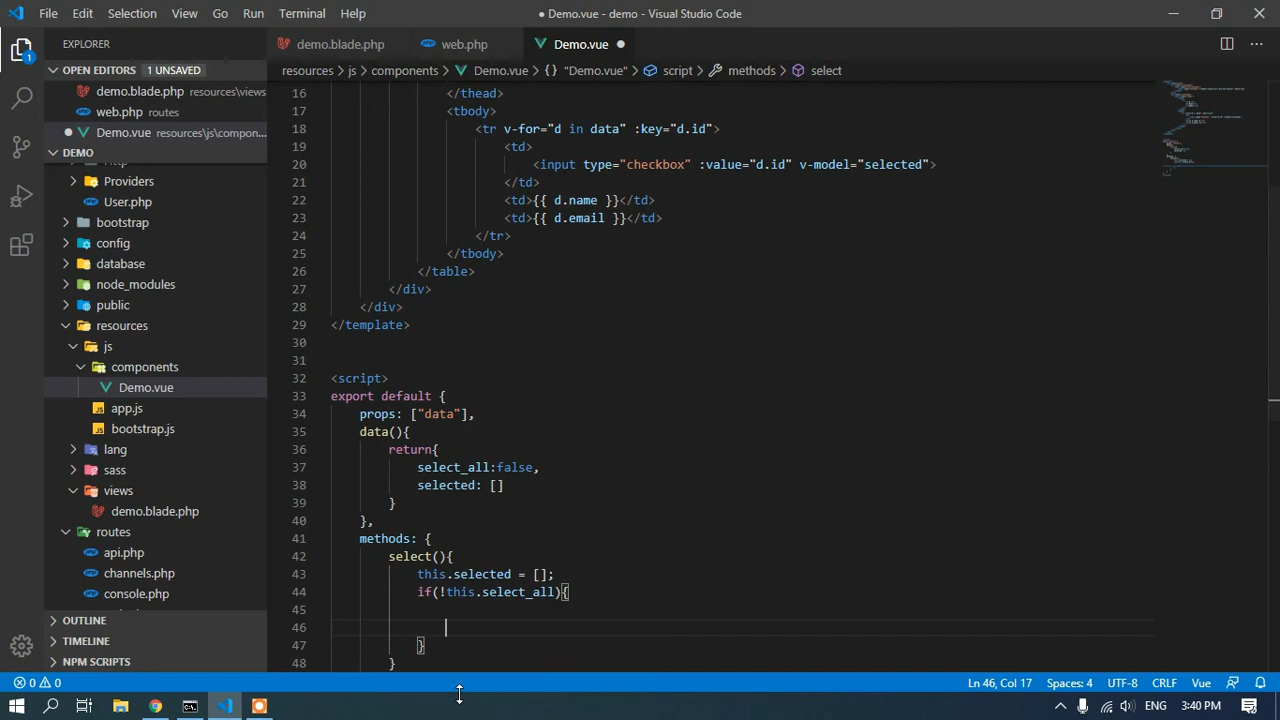 File Edit Selection View Go Run Terminal Help
● Demo.vue - demo - Visual Studio Code
EXPLORER
demo.blade.php
web.php
Demo.vue
OPEN EDITORS 1 UNSAVED
resources > js > components > Demo.vue > {} "Demo.vue" > script > methods > select
demo.blade.php resources\views
web.php routes
Demo.vue resources\js\compon...
DEMO
Providers
User.php
bootstrap
config
database
node_modules
public
resources
js
components
Demo.vue
app.js
bootstrap.js
lang
sass
views
demo.blade.php
routes
api.php
channels.php
console.php
OUTLINE
TIMELINE
NPM SCRIPTS
16 </thead>
17 <tbody>
18 <tr v-for="d in data" :key="d.id">
19 <td>
20 <input type="checkbox" :value="d.id" v-model="selected">
21 </td>
22 <td>{{ d.name }}</td>
23 <td>{{ d.email }}</td>
24 </tr>
25 </tbody>
26 </table>
27 </div>
28 </div>
29 </template>
30
31
32 <script>
33 export default {
34 props: ["data"],
35 data(){
36 return{
37 select_all:false,
38 selected: []
39 }
40 },
41 methods: {
42 select(){
43 this.selected = [];
44 if(!this.select_all){
45
46
47 }
48 }
0 0
Ln 46, Col 17 Spaces: 4 UTF-8 CRLF Vue
ENG 3:40 PM